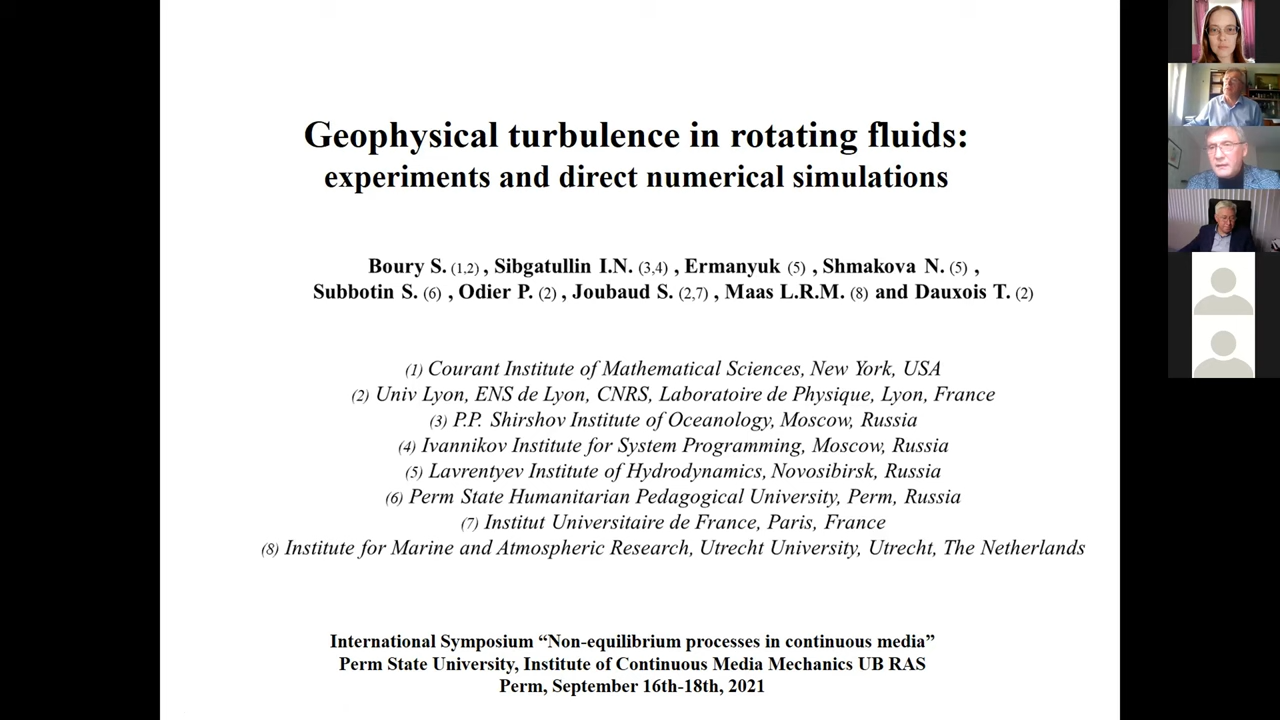 Geophysical turbulence in rotating fluids:
experiments and direct numerical simulations
Boury S. (1,2) , Sibgatullin I.N. (3,4) , Ermanyuk (5) , Shmakova N. (5) ,
Subbotin S. (6) , Odier P. (2) , Joubaud S. (2,7) , Maas L.R.M. (8) and Dauxois T. (2)
(1) Courant Institute of Mathematical Sciences, New York, USA
(2) Univ Lyon, ENS de Lyon, CNRS, Laboratoire de Physique, Lyon, France
(3) P.P. Shirshov Institute of Oceanology, Moscow, Russia
(4) Ivannikov Institute for System Programming, Moscow, Russia
(5) Lavrentyev Institute of Hydrodynamics, Novosibirsk, Russia
(6) Perm State Humanitarian Pedagogical University, Perm, Russia
(7) Institut Universitaire de France, Paris, France
(8) Institute for Marine and Atmospheric Research, Utrecht University, Utrecht, The Netherlands
International Symposium “Non-equilibrium processes in continuous media”
Perm State University, Institute of Continuous Media Mechanics UB RAS
Perm, September 16th-18th, 2021